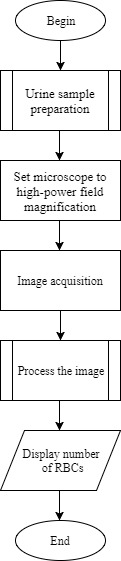 Begin
Urine sample
preparation
Set microscope to
high-power field
magnification
Image acquisition
Process the image
Display number
of RBCs
End